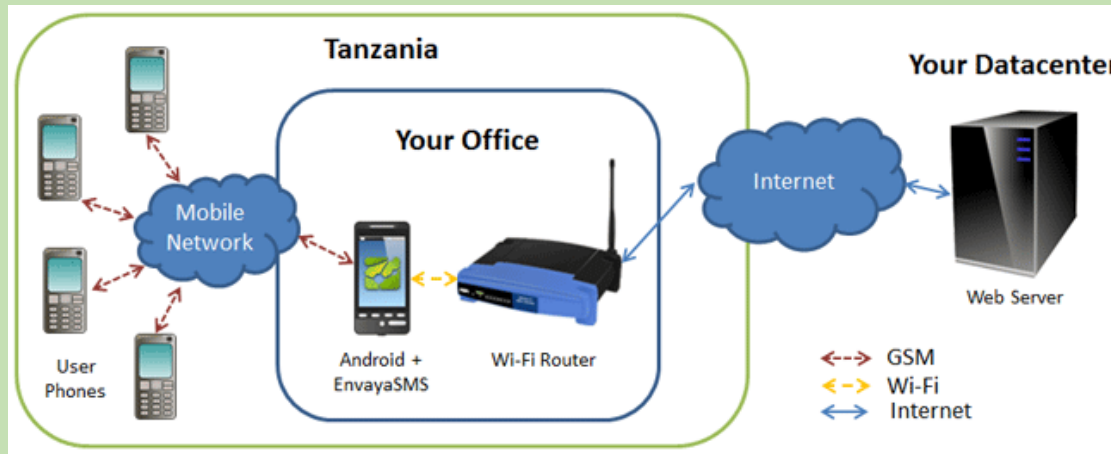 Tanzania
Your Datacenter
Your Office
Mobile
Network
Internet
User
Phones
Android +
EnvayaSMS
Wi-Fi Router
Web Server
GSM
Wi-Fi
Internet